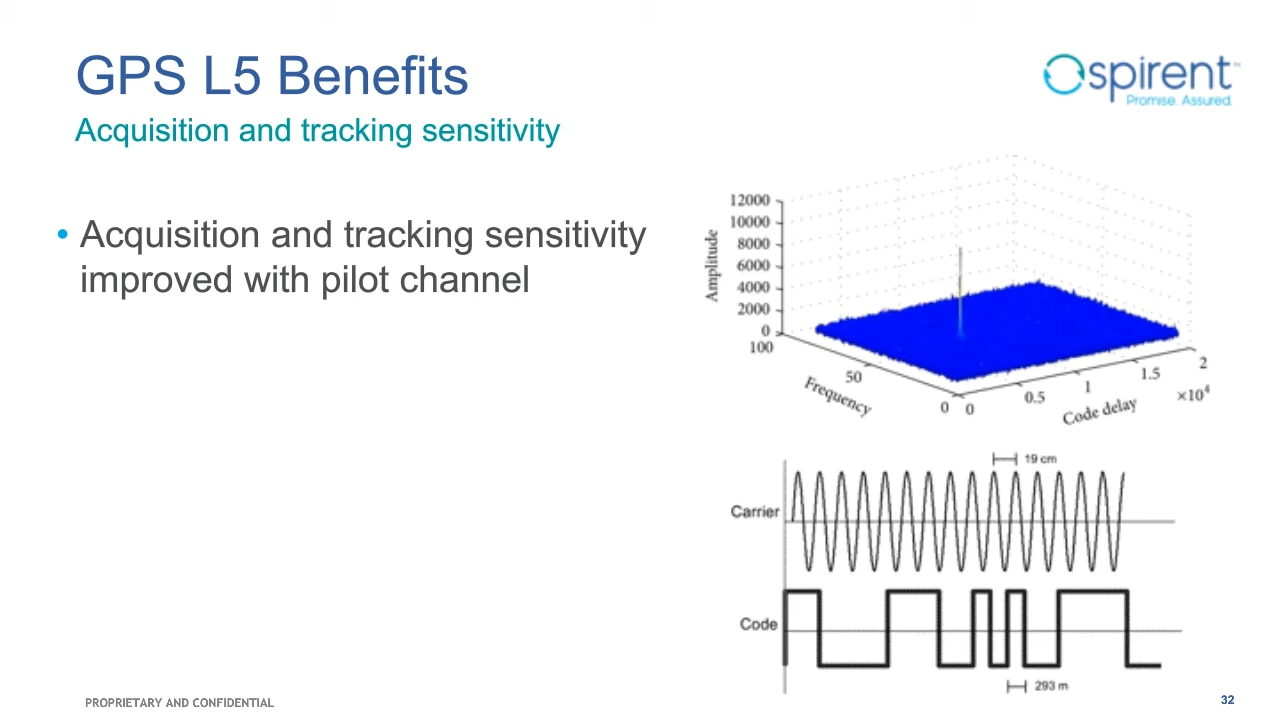 GPS L5 Benefits
Acquisition and tracking sensitivity
spirent™
Promise. Assured.
• Acquisition and tracking sensitivity
improved with pilot channel
12000
10000
8000
6000
4000
2000
0
Amplitude
100
50
0
Frequency
0
0.5
1
1.5
2
×10⁴
Code delay
19 cm
Carrier
Code
293 m
PROPRIETARY AND CONFIDENTIAL
32